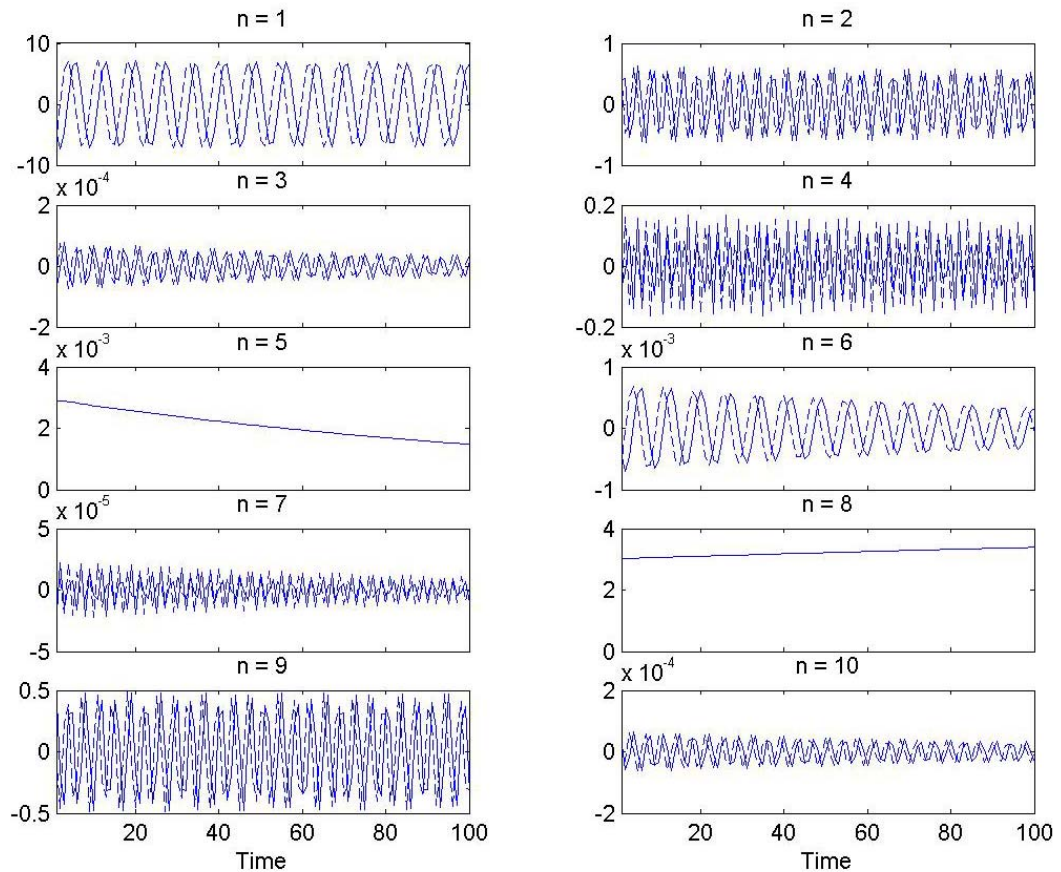 n = 1
10
0
-10
n = 2
1
0
-1
x 10^-4
n = 3
2
0
-2
n = 4
0.2
0
-0.2
x 10^-3
n = 5
4
2
0
x 10^-3
n = 6
1
0
-1
x 10^-5
n = 7
5
0
-5
n = 8
4
2
0
n = 9
0.5
0
-0.5
20 40 60 80 100
Time
x 10^-4
n = 10
2
0
-2
20 40 60 80 100
Time